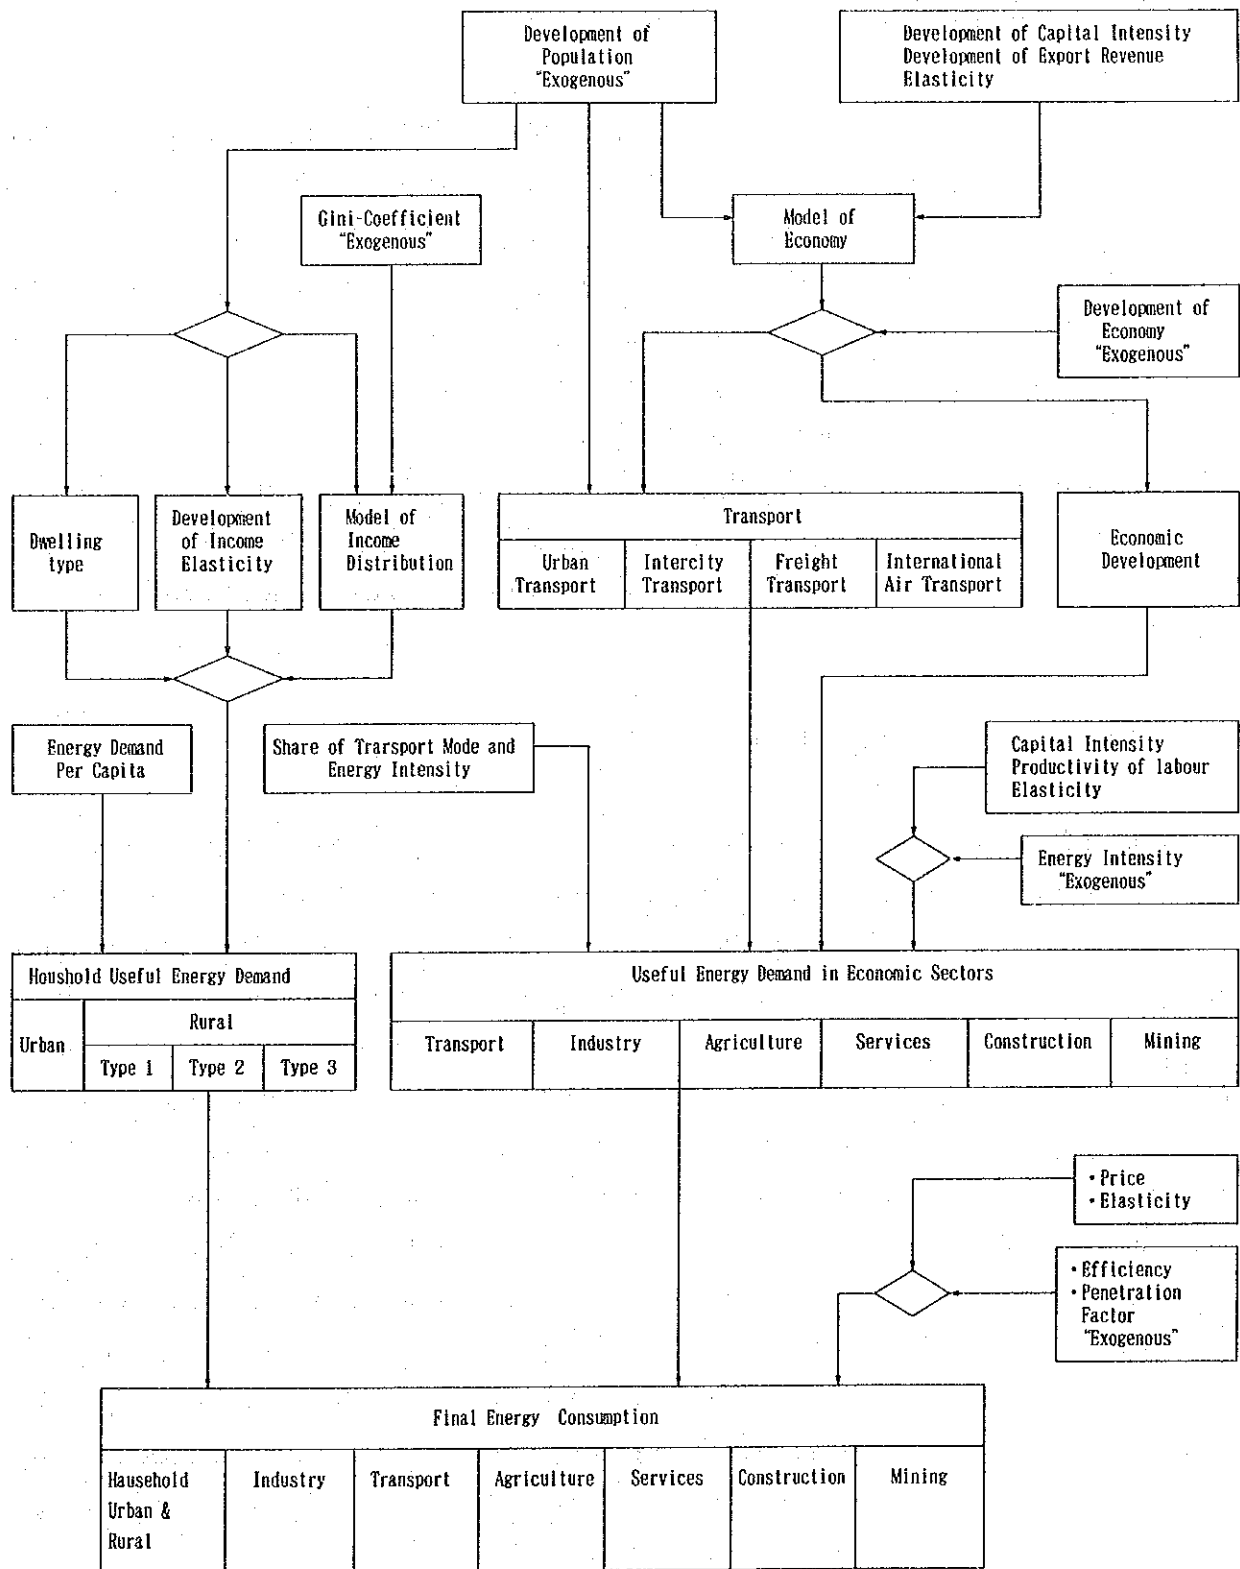 Development of
Population
"Exogenous"
Development of Capital Intensity
Development of Export Revenue
Elasticity
Gini-Coefficient
"Exogenous"
Model of
Economy
Development of
Economy
"Exogenous"
Dwelling
type
Development
of Income
Elasticity
Model of
Income
Distribution
Transport
Urban
Transport
Intercity
Transport
Freight
Transport
International
Air Transport
Economic
Development
Energy Demand
Per Capita
Share of Trarsport Mode and
Energy Intensity
Capital Intensity
Productivity of labour
Elasticity
Energy Intensity
"Exogenous"
Houshold Useful Energy Demand
Urban
Rural
Type 1
Type 2
Type 3
Useful Energy Demand in Economic Sectors
Transport
Industry
Agriculture
Services
Construction
Mining
・Price
・Elasticity
・Efficiency
・Penetration
Factor
"Exogenous"
Final Energy Consumption
Hausehold
Urban &
Rural
Industry
Transport
Agriculture
Services
Construction
Mining